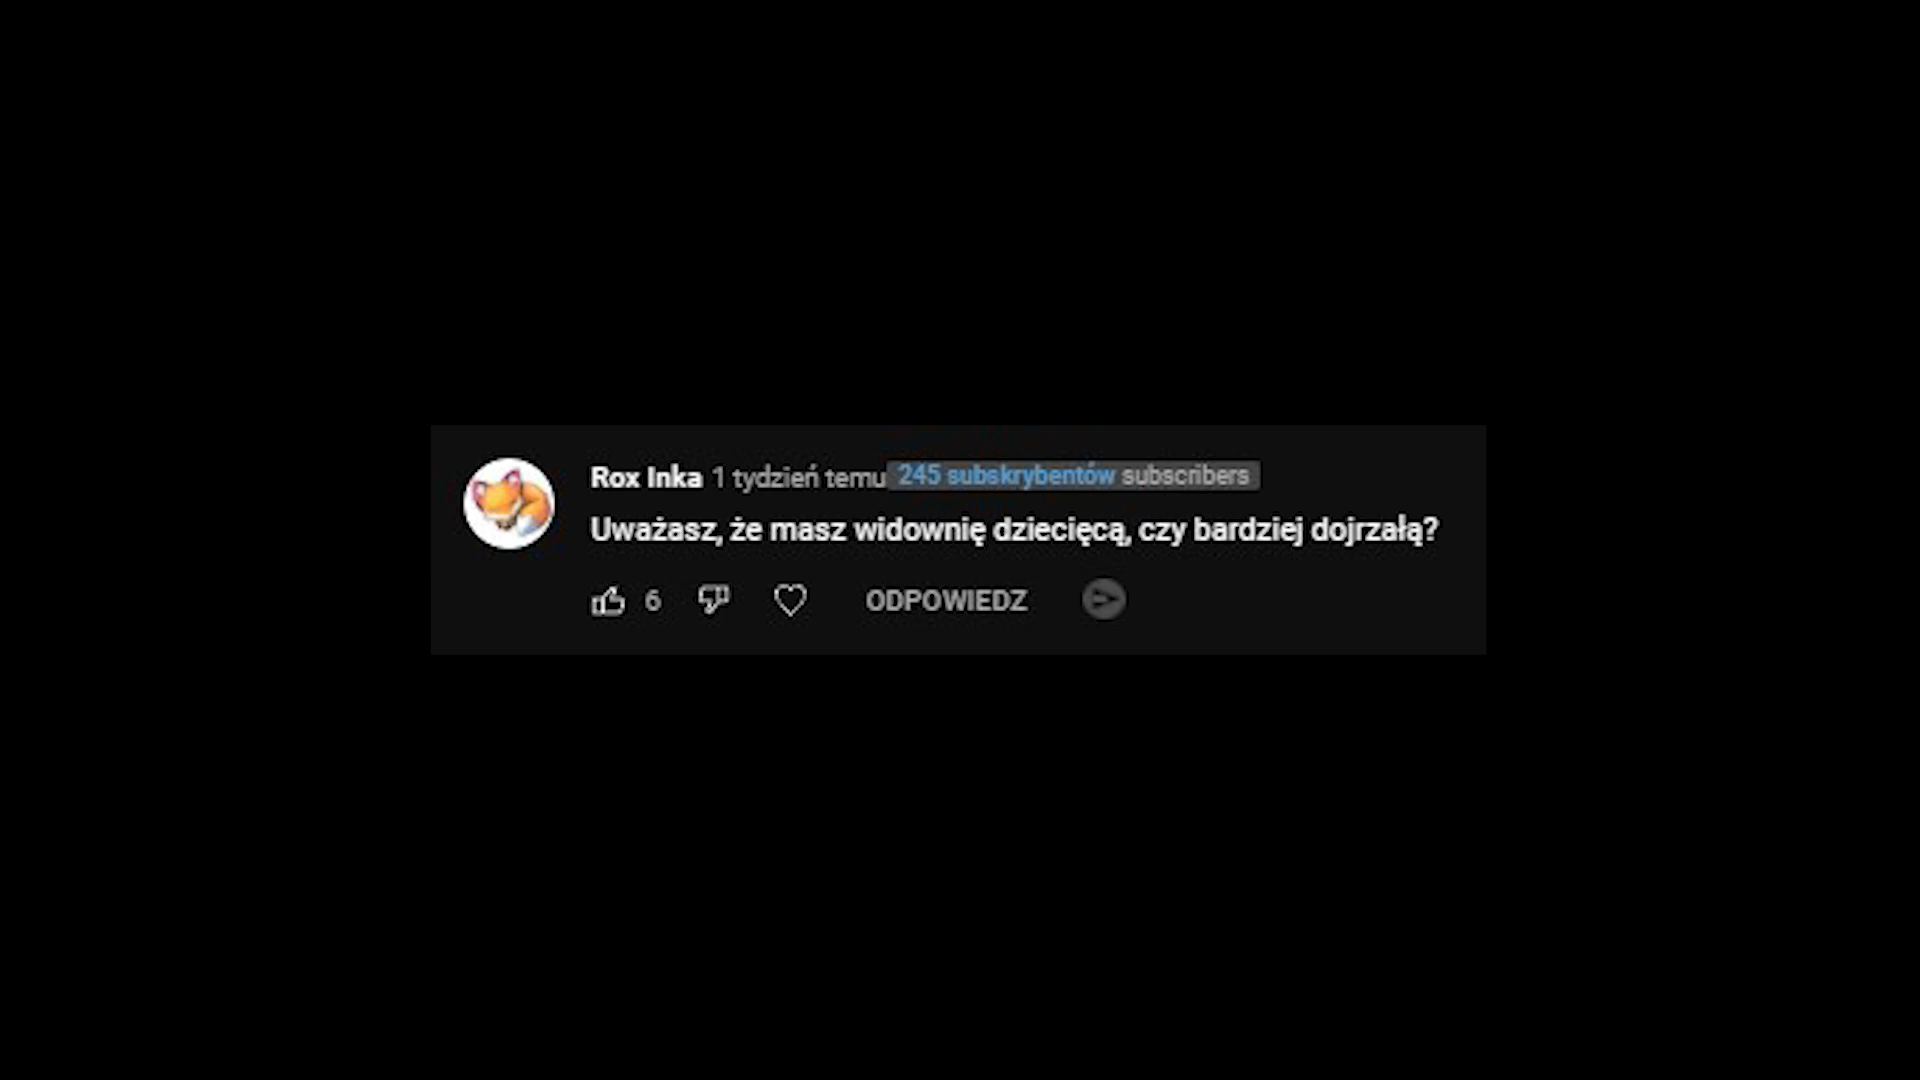 Rox Inka 1 tydzień temu 245 subskrybentów subscribers
Uważasz, że masz widownię dziecięcą, czy bardziej dojrzałą?
6 ODPOWIEDZ